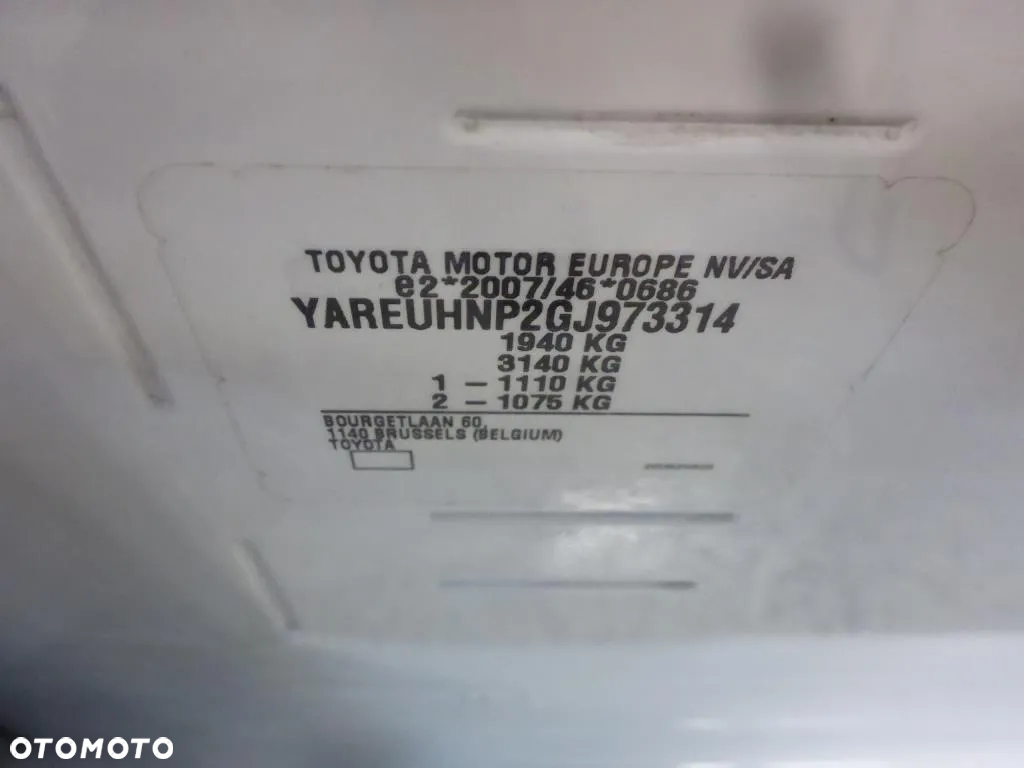 TOYOTA MOTOR EUROPE NV/SA
e2*2007/46*0686
YAREUHNP2GJ973314
1940 KG
3140 KG
1 – 1110 KG
2 – 1075 KG
BOURGETLAAN 60,
1140 BRUSSELS (BELGIUM)
TOYOTA
OTOMOTO